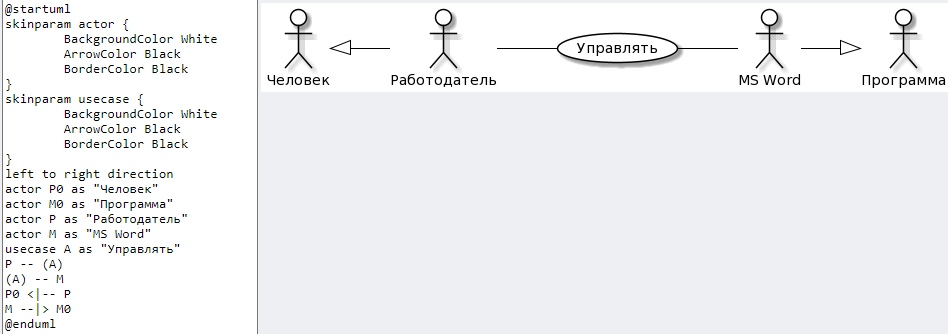 @startuml
skinparam actor {
        BackgroundColor White
        ArrowColor Black
        BorderColor Black
}
skinparam usecase {
        BackgroundColor White
        ArrowColor Black
        BorderColor Black
}
left to right direction
actor P0 as "Человек"
actor M0 as "Программа"
actor P as "Работодатель"
actor M as "MS Word"
usecase A as "Управлять"
P -- (A)
(A) -- M
P0 <|-- P
M --|> M0
@enduml
Управлять
Человек Работодатель MS Word Программа